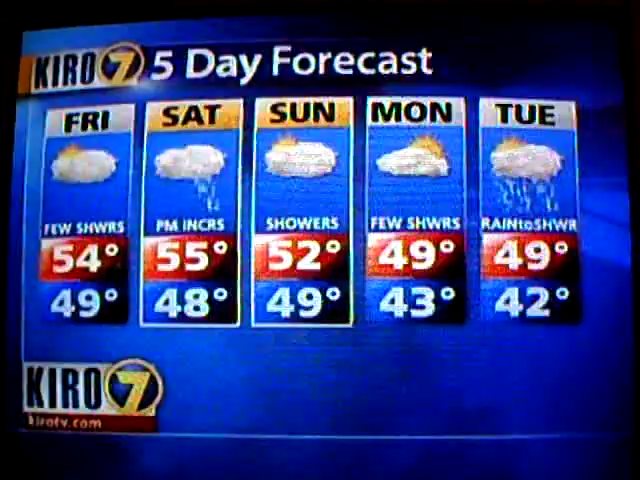 KIRO 7 5 Day Forecast
FRI SAT SUN MON TUE
FEW SHWRS PM INCRS SHOWERS FEW SHWRS RAINtoSHWR
54° 55° 52° 49° 49°
49° 48° 49° 43° 42°
KIRO 7
kirotv.com